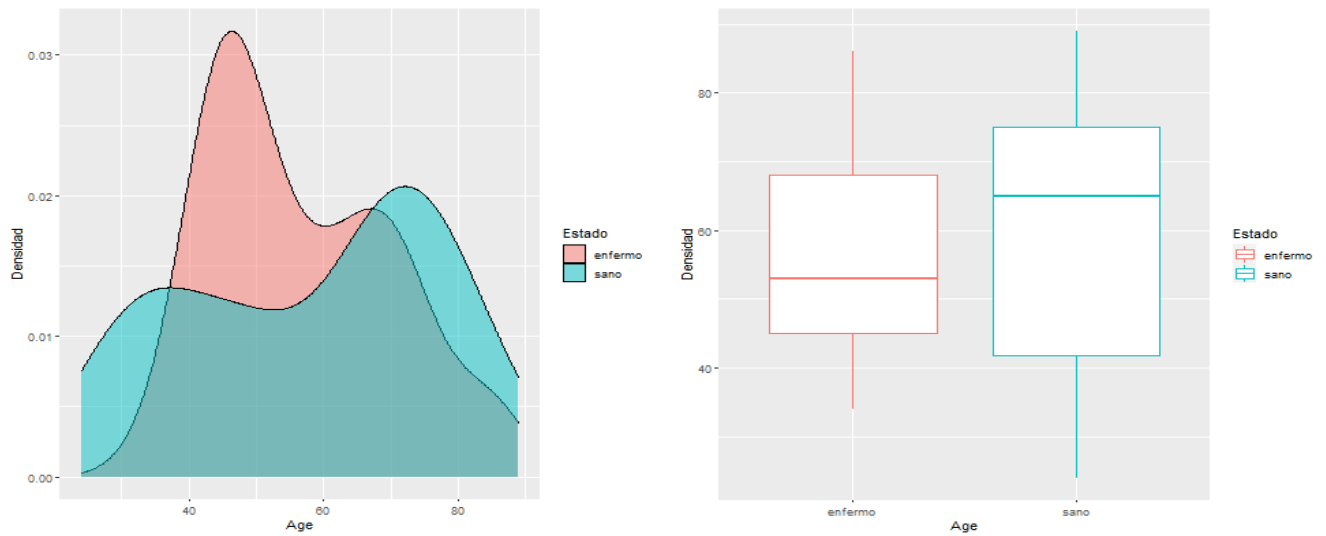 Densidad
0.03
0.02
0.01
0.00
40 60 80
Age
Estado
enfermo
sano
Densidad
80
60
40
enfermo sano
Age
Estado
enfermo
sano